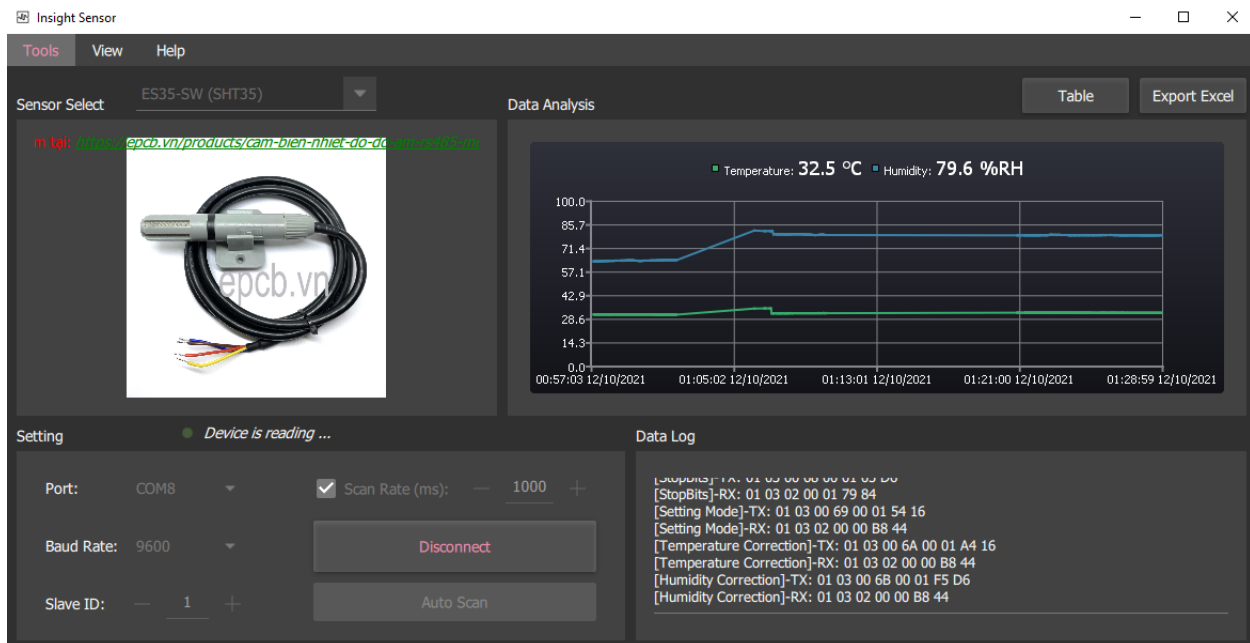 Insight Sensor
Tools View Help
Sensor Select ES35-SW (SHT35)
Data Analysis Table Export Excel
m tại: https://epcb.vn/products/cam-bien-nhiet-do-do-am-rs485-m
epcb.vn
Temperature: 32.5 °C Humidity: 79.6 %RH
100.0
85.7
71.4
57.1
42.9
28.6
14.3
0.0
00:57:03 12/10/2021 01:05:02 12/10/2021 01:13:01 12/10/2021 01:21:00 12/10/2021 01:28:59 12/10/2021
Setting Device is reading ...
Port: COM8 Scan Rate (ms): 1000
Baud Rate: 9600 Disconnect
Slave ID: 1 Auto Scan
Data Log
[StopBits]-RX: 01 03 02 00 01 79 84
[Setting Mode]-TX: 01 03 00 69 00 01 54 16
[Setting Mode]-RX: 01 03 02 00 00 B8 44
[Temperature Correction]-TX: 01 03 00 6A 00 01 A4 16
[Temperature Correction]-RX: 01 03 02 00 00 B8 44
[Humidity Correction]-TX: 01 03 00 6B 00 01 F5 D6
[Humidity Correction]-RX: 01 03 02 00 00 B8 44